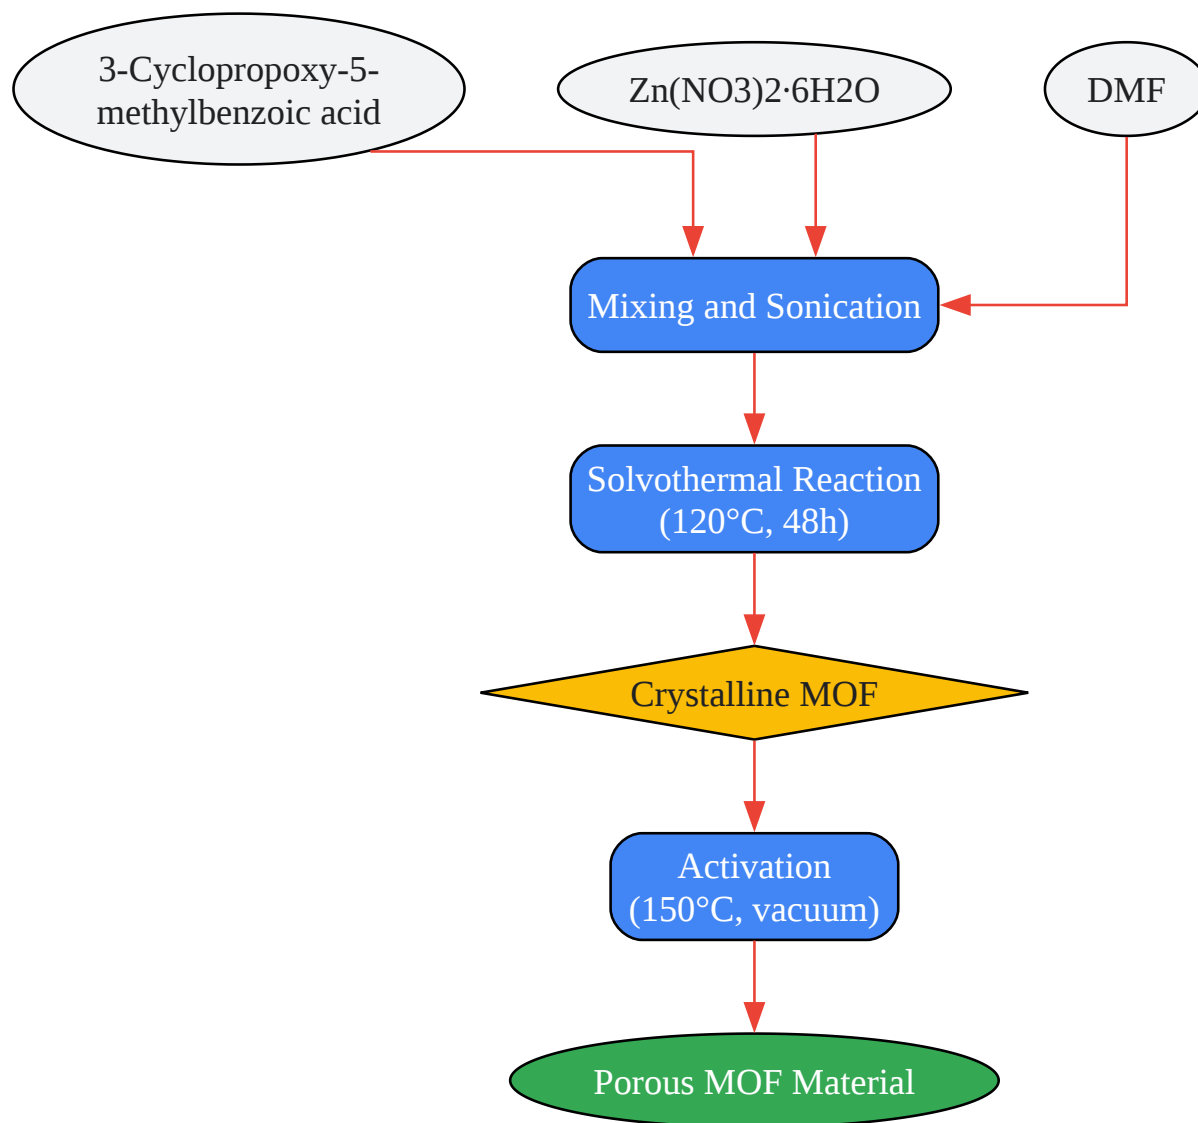 3-Cyclopropoxy-5-
methylbenzoic acid
Zn(NO3)2·6H2O
DMF
Mixing and Sonication
Solvothermal Reaction
(120°C, 48h)
Crystalline MOF
Activation
(150°C, vacuum)
Porous MOF Material